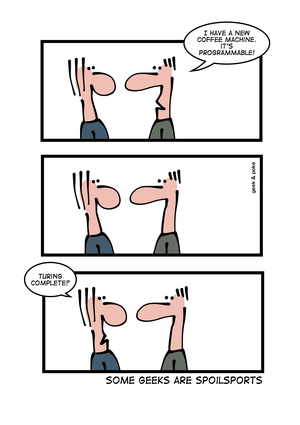 I HAVE A NEW
COFFEE MACHINE.
IT'S
PROGRAMMABLE!
geek & poke
TURING
COMPLETE?
SOME GEEKS ARE SPOILSPORTS